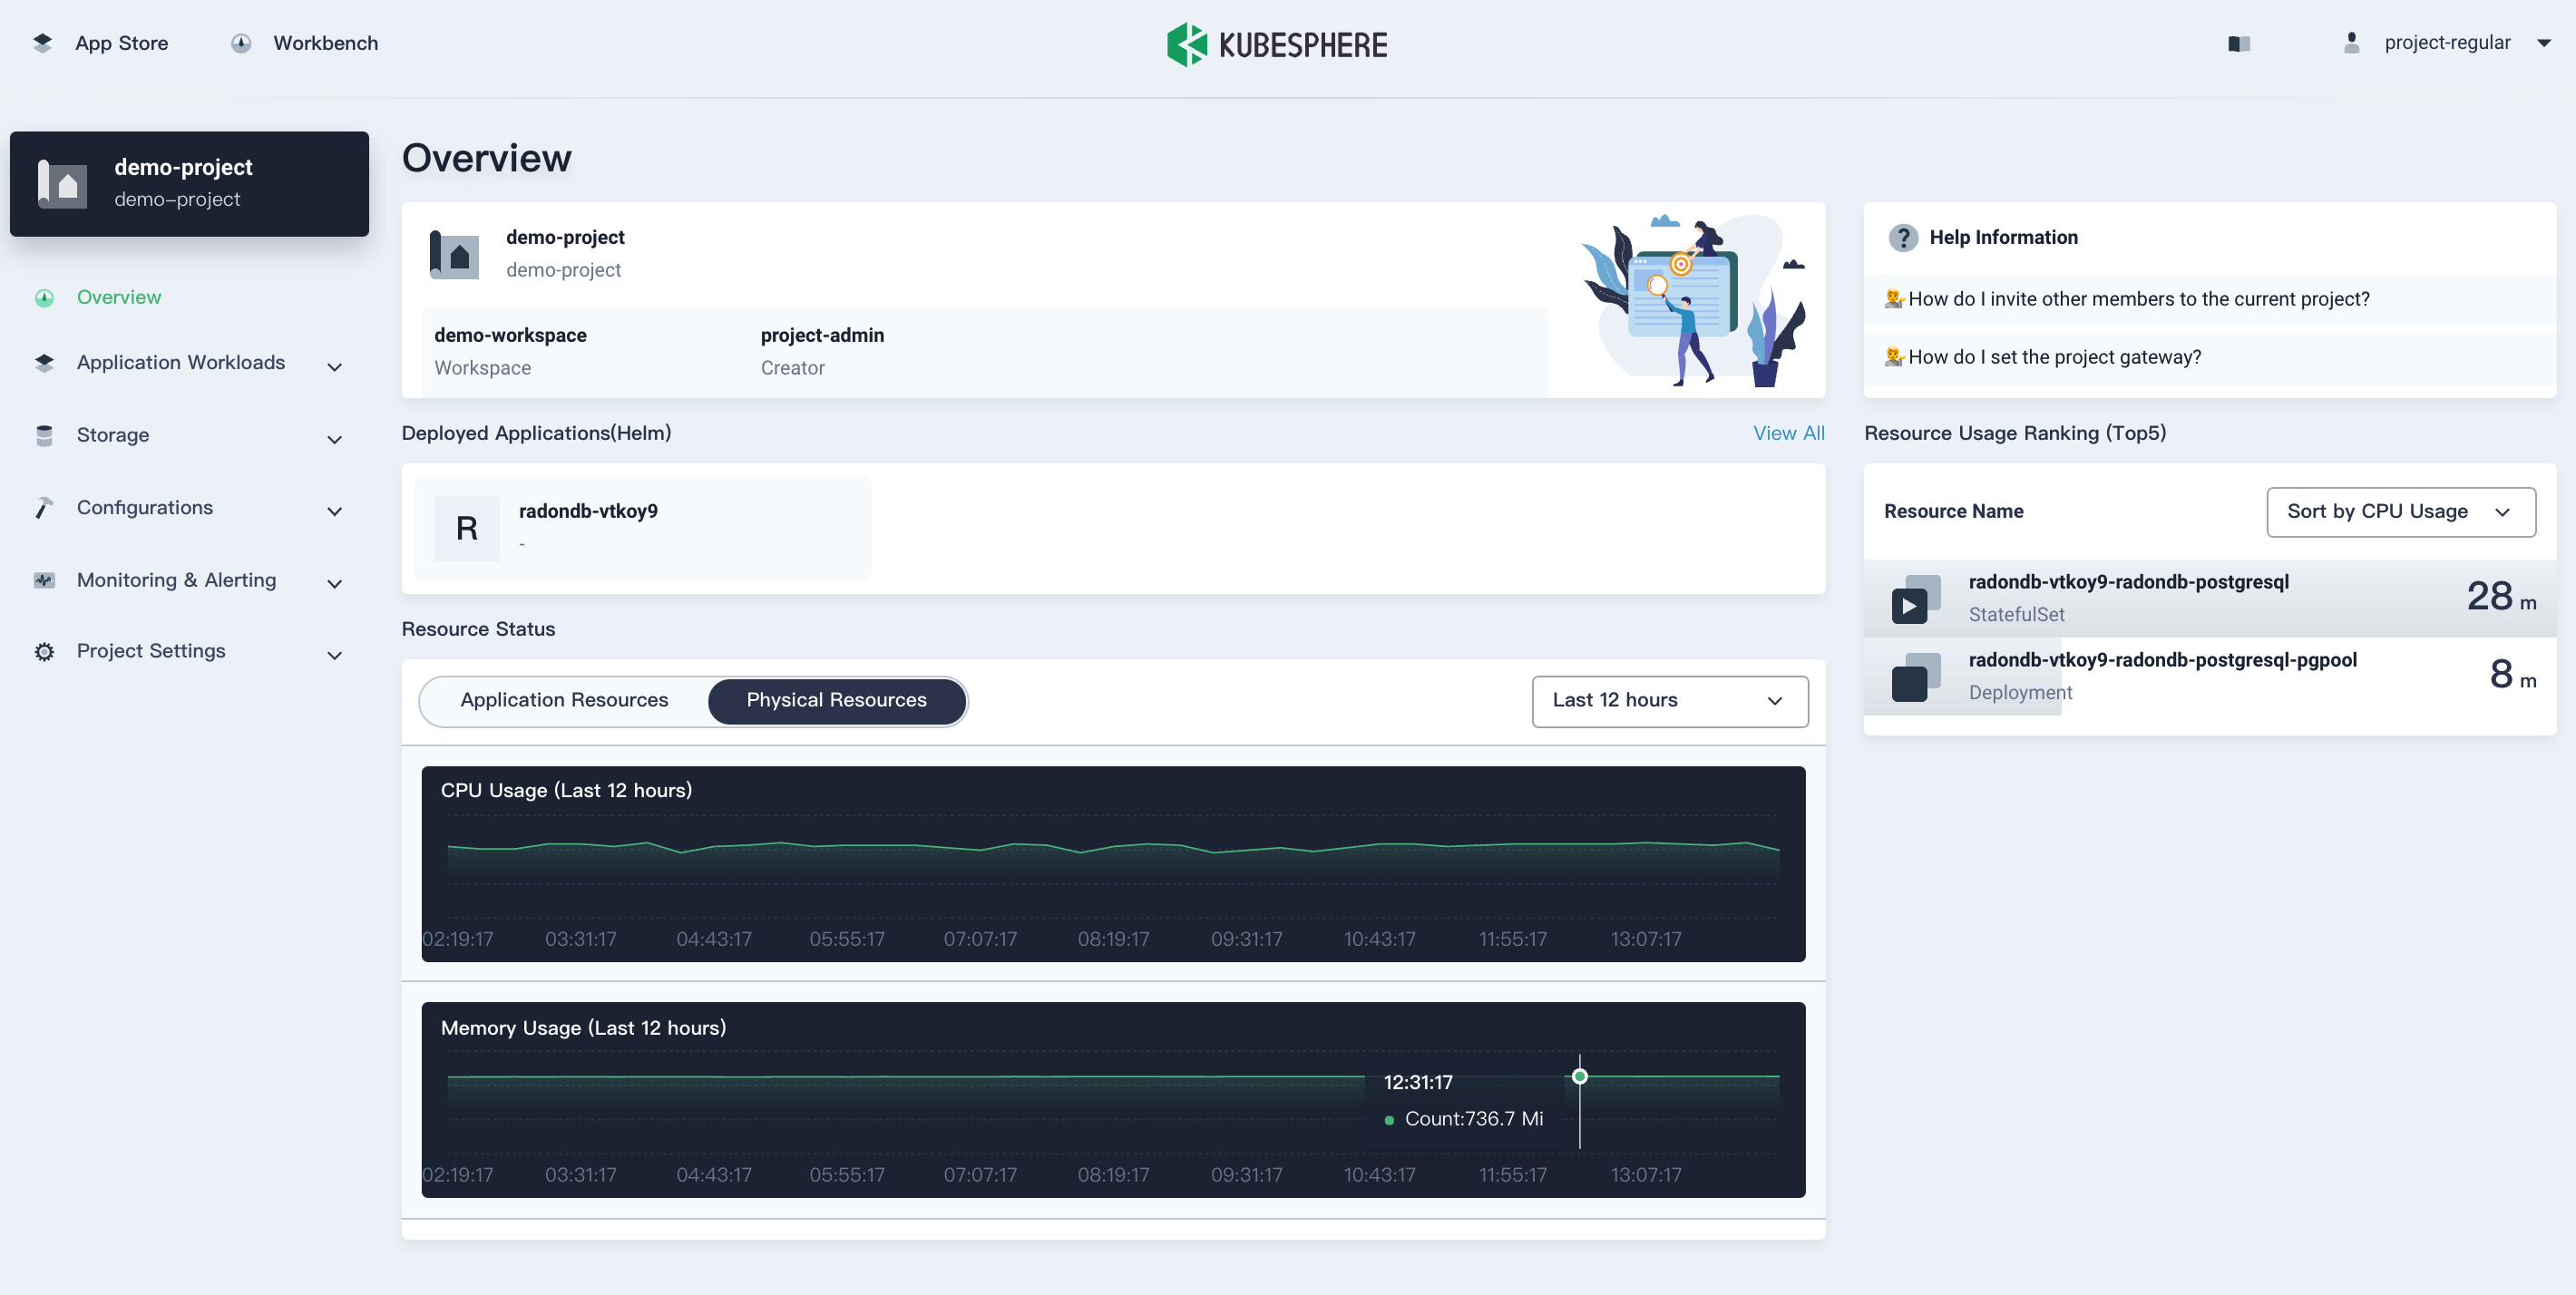 App Store
Workbench
KUBESPHERE
project-regular
demo-project
demo-project
Overview
Application Workloads
Storage
Configurations
Monitoring & Alerting
Project Settings
Overview
demo-project
demo-project
demo-workspace
Workspace
project-admin
Creator
? Help Information
How do I invite other members to the current project?
How do I set the project gateway?
Deployed Applications(Helm)
View All
R
radondb-vtkoy9
-
Resource Usage Ranking (Top5)
Resource Name
Sort by CPU Usage
radondb-vtkoy9-radondb-postgresql
StatefulSet
28 m
radondb-vtkoy9-radondb-postgresql-pgpool
Deployment
8 m
Resource Status
Application Resources
Physical Resources
Last 12 hours
CPU Usage (Last 12 hours)
02:19:17 03:31:17 04:43:17 05:55:17 07:07:17 08:19:17 09:31:17 10:43:17 11:55:17 13:07:17
Memory Usage (Last 12 hours)
12:31:17
Count:736.7 Mi
02:19:17 03:31:17 04:43:17 05:55:17 07:07:17 08:19:17 09:31:17 10:43:17 11:55:17 13:07:17